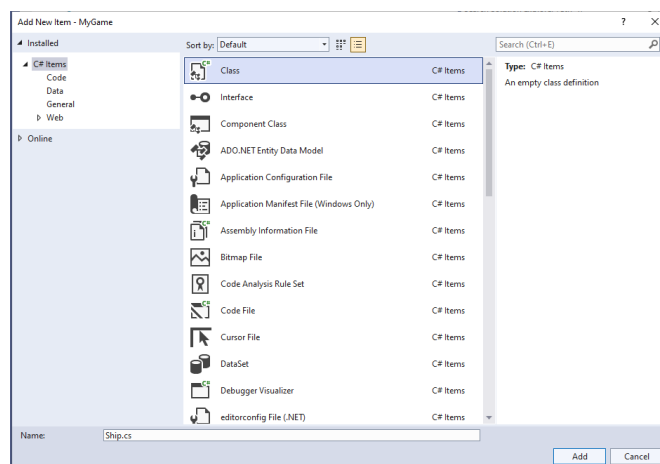 Add New Item - MyGame
? X
Installed
Sort by: Default
Search (Ctrl+E)
C# Items
Code
Data
General
Web
Online
Class C# Items
Interface C# Items
Component Class C# Items
ADO.NET Entity Data Model C# Items
Application Configuration File C# Items
Application Manifest File (Windows Only) C# Items
Assembly Information File C# Items
Bitmap File C# Items
Code Analysis Rule Set C# Items
Code File C# Items
Cursor File C# Items
DataSet C# Items
Debugger Visualizer C# Items
editorconfig File (.NET) C# Items
Type: C# Items
An empty class definition
Name: Ship.cs
Add Cancel